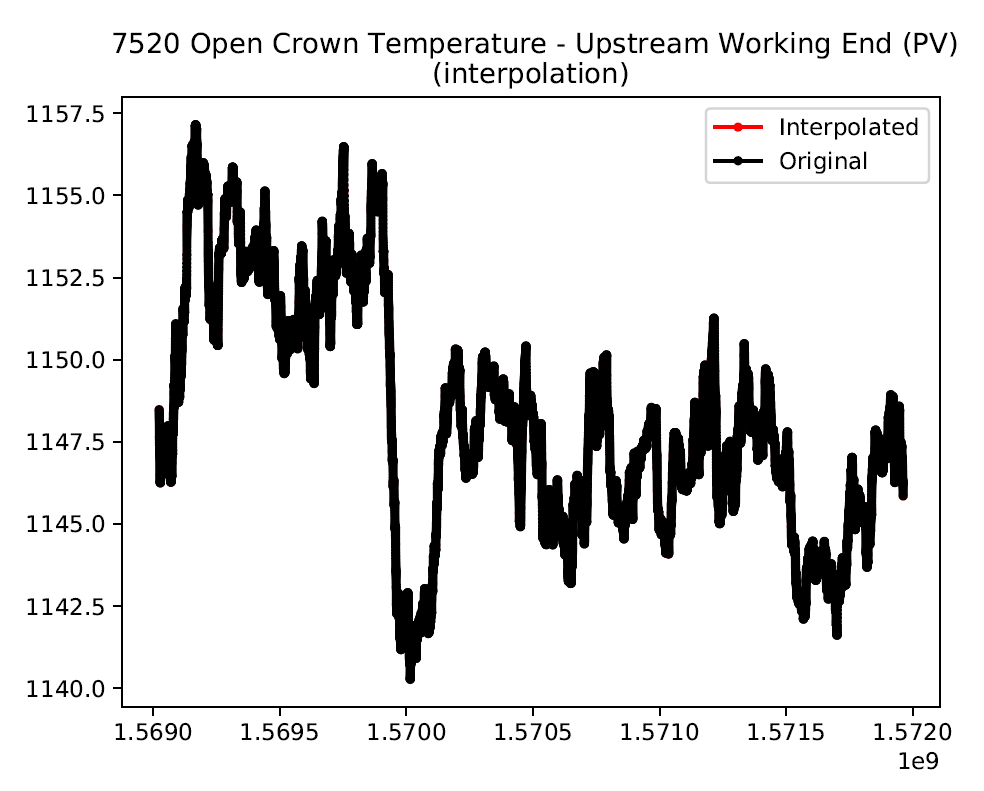 7520 Open Crown Temperature - Upstream Working End (PV)
(interpolation)
1157.5
1155.0
1152.5
1150.0
1147.5
1145.0
1142.5
1140.0
Interpolated
Original
1.5690 1.5695 1.5700 1.5705 1.5710 1.5715 1.5720
1e9